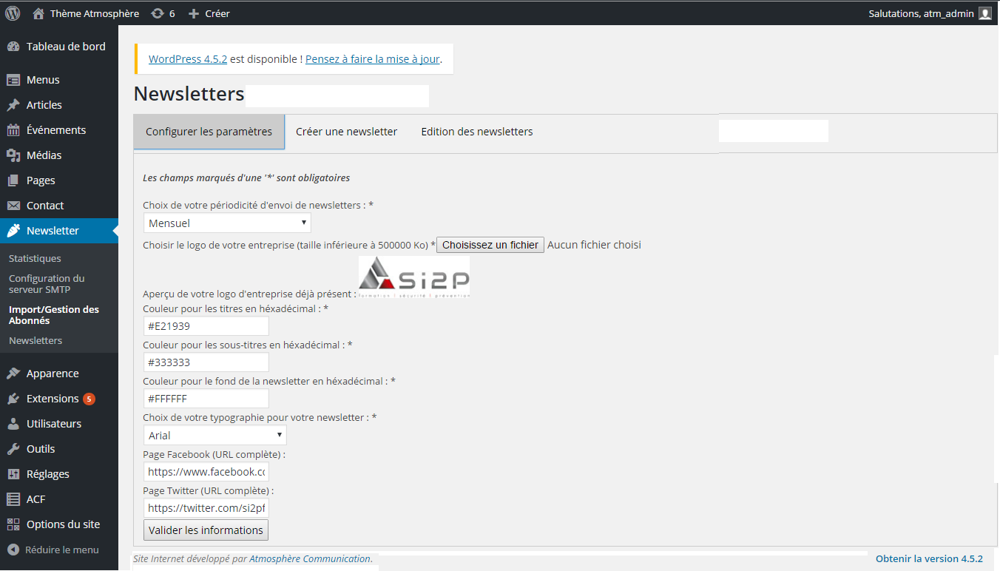 Thème Atmosphère 6 Créer Salutations, atm_admin
Tableau de bord
Menus
Articles
Événements
Médias
Pages
Contact
Newsletter
Statistiques
Configuration du
serveur SMTP
Import/Gestion des
Abonnés
Newsletters
Apparence
Extensions 5
Utilisateurs
Outils
Réglages
ACF
Options du site
Réduire le menu
WordPress 4.5.2 est disponible ! Pensez à faire la mise à jour.
Newsletters
Configurer les paramètres Créer une newsletter Edition des newsletters
Les champs marqués d'une '*' sont obligatoires
Choix de votre périodicité d'envoi de newsletters : *
Mensuel
Choisir le logo de votre entreprise (taille inférieure à 500000 Ko) * Choisissez un fichier Aucun fichier choisi
Si2P
formation | sécurité | prévention
Aperçu de votre logo d'entreprise déjà présent :
Couleur pour les titres en héxadécimal : *
#E21939
Couleur pour les sous-titres en héxadécimal : *
#333333
Couleur pour le fond de la newsletter en héxadécimal : *
#FFFFFF
Choix de votre typographie pour votre newsletter : *
Arial
Page Facebook (URL complète) :
https://www.facebook.co
Page Twitter (URL complète) :
https://twitter.com/si2pf
Valider les informations
Site Internet développé par Atmosphère Communication. Obtenir la version 4.5.2